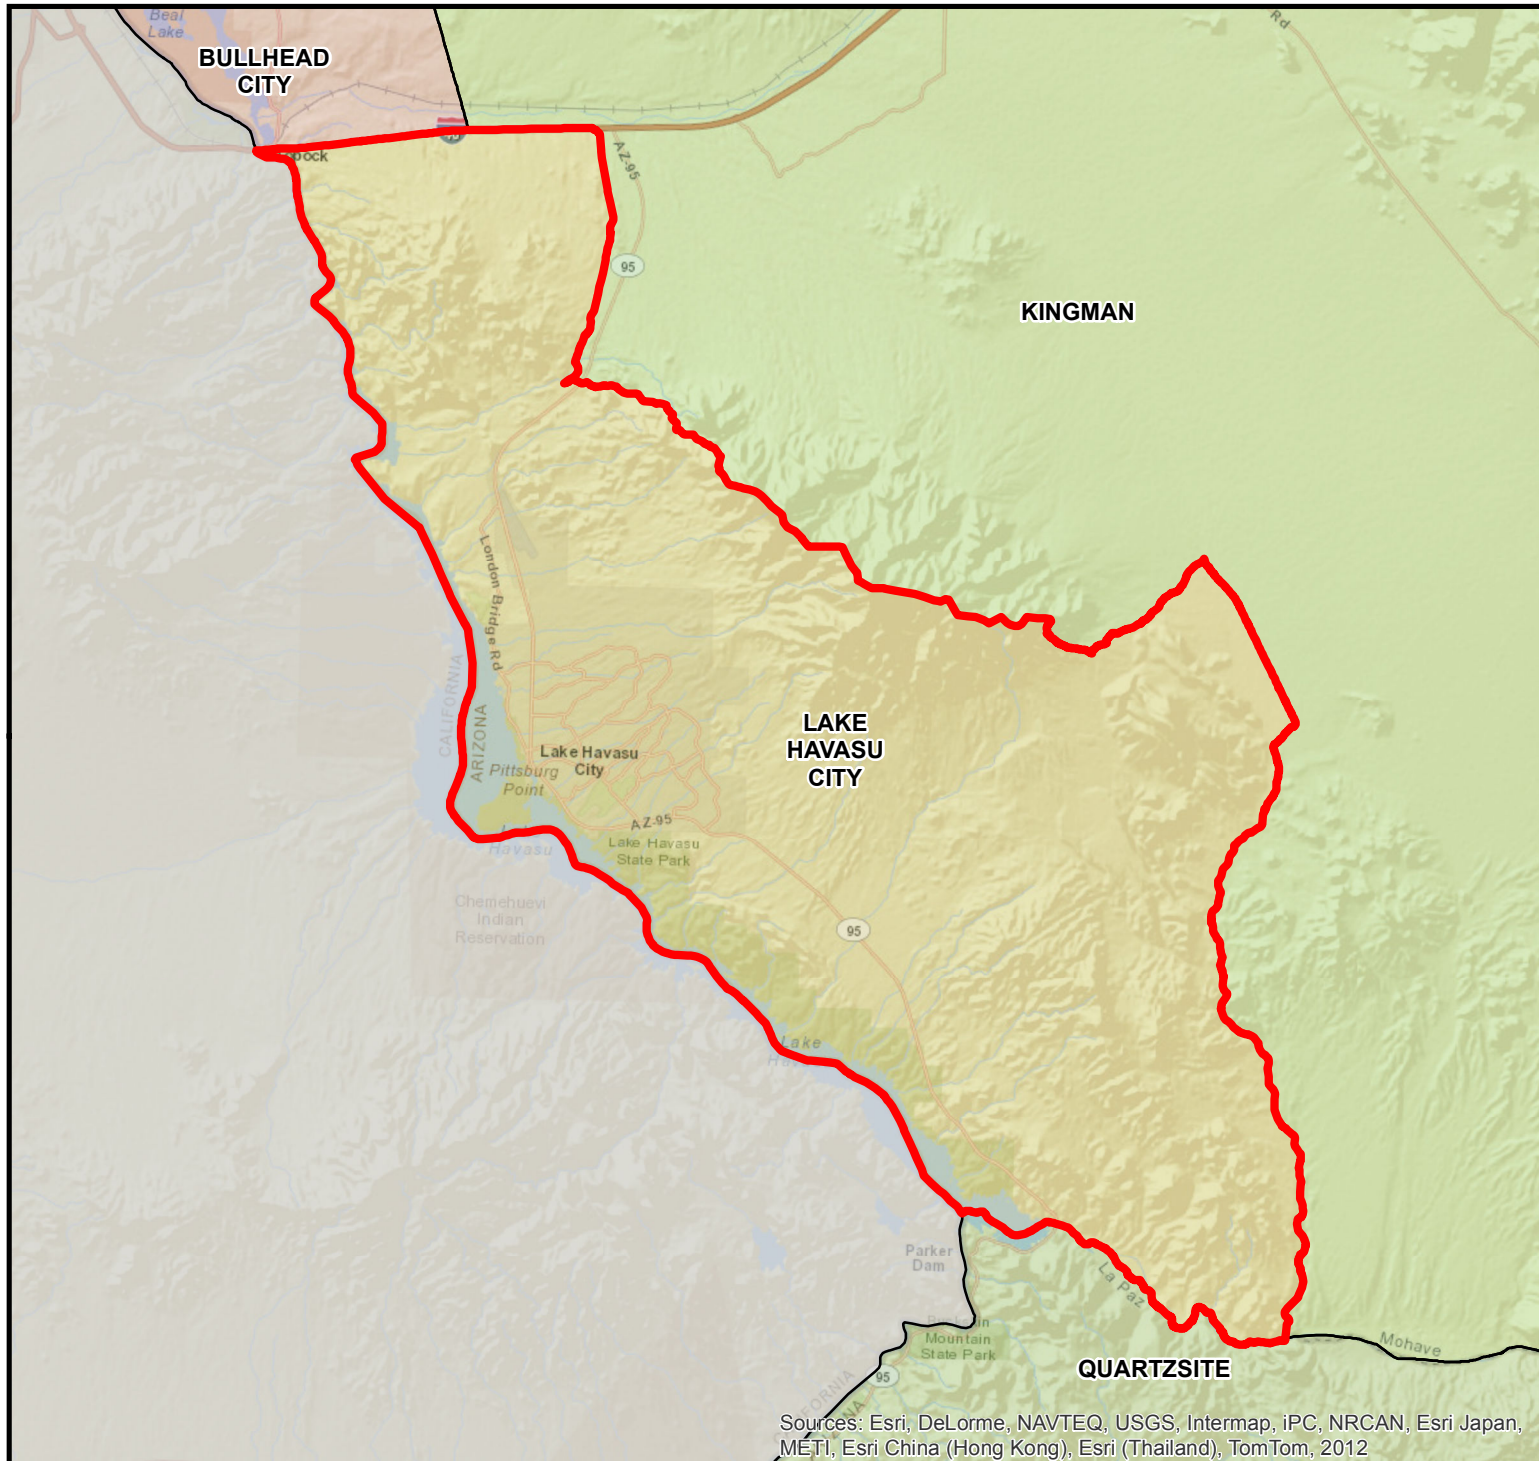 Beal
Lake
Rd
BULLHEAD
CITY
AZ-95
95
KINGMAN
London Bridge Rd
CALIFORNIA
ARIZONA
LAKE
HAVASU
CITY
Lake Havasu
City
Pittsburg
Point
AZ-95
Havasu
Lake Havasu
State Park
Chemehuevi
Indian
Reservation
95
Lake
Parker
Dam
La Paz
Mountain
State Park
Mohave
QUARTZSITE
95
CALIFORNIA
Sources: Esri, DeLorme, NAVTEQ, USGS, Intermap, iPC, NRCAN, Esri Japan,
METI, Esri China (Hong Kong), Esri (Thailand), TomTom, 2012